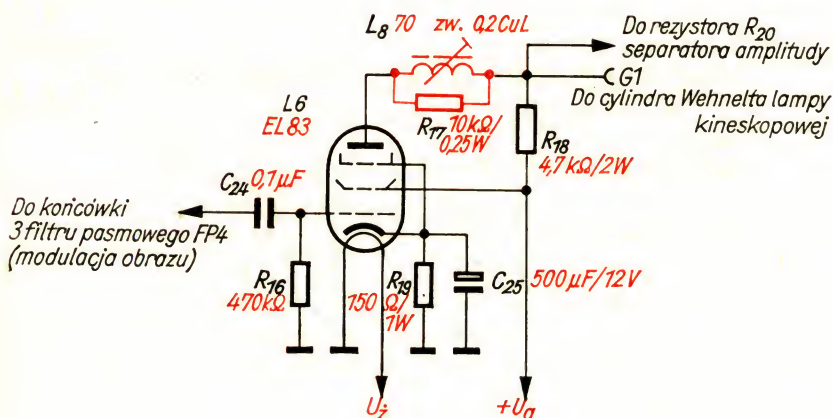 L8 70 zw. 0,2CuL
Do rezystora R20
separatora amplitudy
G1
Do cylindra Wehnelta lampy
kineskopowej
L6
EL83
R17 10kΩ/
0,25W
R18
4,7kΩ/2W
C24 0,1µF
Do końcówki
3 filtru pasmowego FP4
(modulacja obrazu)
R16
470kΩ
R19
150Ω/
1W
C25 500µF/12V
Uż
+Ua